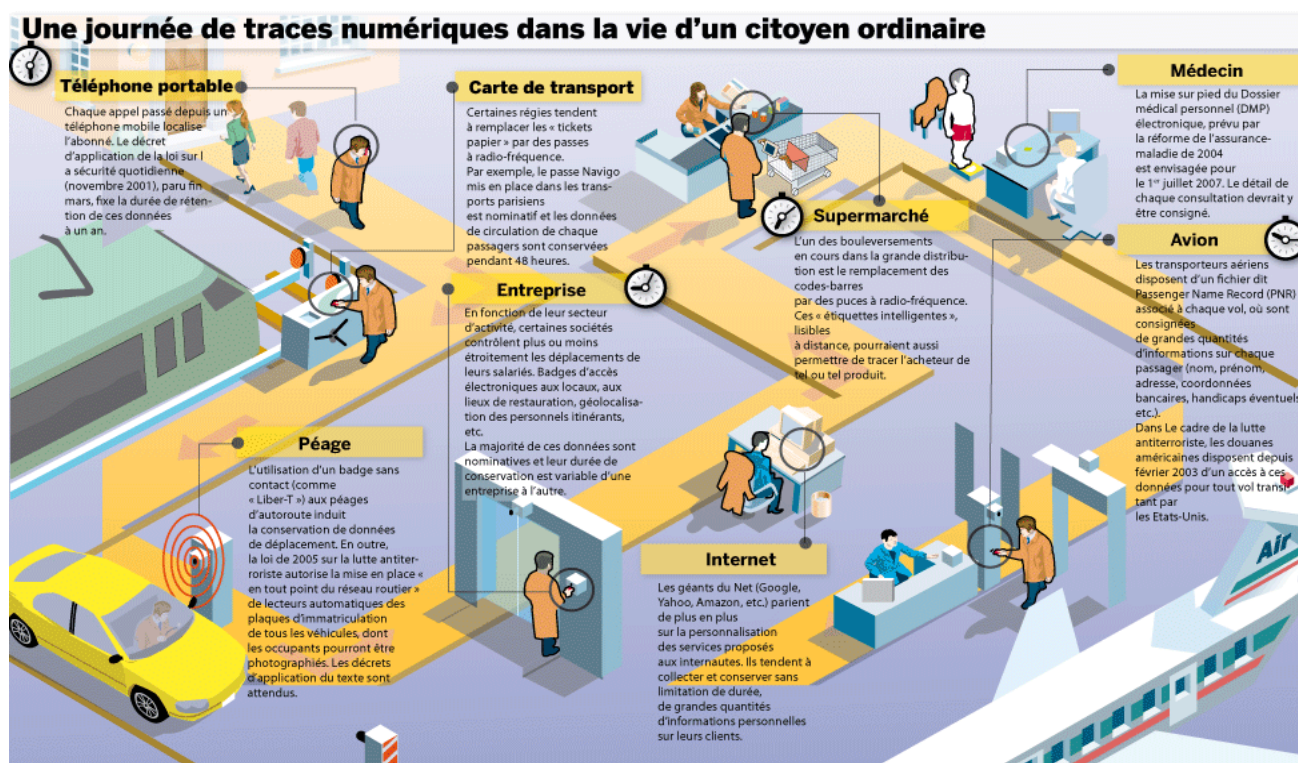 Une journée de traces numériques dans la vie d'un citoyen ordinaire
Téléphone portable
Chaque appel passé depuis un
téléphone mobile localise
l'abonné. Le décret
d'application de la loi sur l
a sécurité quotidienne
(novembre 2001), paru fin
mars, fixe la durée de réten-
tion de ces données
à un an.
Carte de transport
Certaines régies tendent
à remplacer les « tickets
papier » par des passes
à radio-fréquence.
Par exemple, le passe Navigo
mis en place dans les trans-
ports parisiens
est nominatif et les données
de circulation de chaque
passagers sont conservées
pendant 48 heures.
Médecin
La mise sur pied du Dossier
médical personnel (DMP)
électronique, prévu par
la réforme de l'assurance-
maladie de 2004
est envisagée pour
le 1er juillet 2007. Le détail de
chaque consultation devrait y
être consigné.
Supermarché
L'un des bouleversements
en cours dans la grande distribu-
tion est le remplacement des
codes-barres
par des puces à radio-fréquence.
Ces « étiquettes intelligentes »,
lisibles
à distance, pourraient aussi
permettre de tracer l'acheteur de
tel ou tel produit.
Avion
Les transporteurs aériens
disposent d'un fichier dit
Passenger Name Record (PNR)
associé à chaque vol, où sont
consignées
de grandes quantités
d'informations sur chaque
passager (nom, prénom,
adresse, coordonnées
bancaires, handicaps éventuels
etc.).
Dans Le cadre de la lutte
antiterroriste, les douanes
américaines disposent depuis
février 2003 d'un accès à ces
données pour tout vol transi-
tant par
les Etats-Unis.
Entreprise
En fonction de leur secteur
d'activité, certaines sociétés
contrôlent plus ou moins
étroitement les déplacements de
leurs salariés. Badges d'accès
électroniques aux locaux, aux
lieux de restauration, géolocalisa-
tion des personnels itinérants,
etc.
La majorité de ces données sont
nominatives et leur durée de
conservation est variable d'une
entreprise à l'autre.
Péage
L'utilisation d'un badge sans
contact (comme
« Liber-T ») aux péages
d'autoroute induit
la conservation de données
de déplacement. En outre,
la loi de 2005 sur la lutte antiter-
roriste autorise la mise en place «
en tout point du réseau routier »
de lecteurs automatiques des
plaques d'immatriculation
de tous les véhicules, dont
les occupants pourront être
photographiés. Les décrets
d'application du texte sont
attendus.
Internet
Les géants du Net (Google,
Yahoo, Amazon, etc.) parient
de plus en plus
sur la personnalisation
des services proposés
aux internautes. Ils tendent à
collecter et conserver sans
limitation de durée,
de grandes quantités
d'informations personnelles
sur leurs clients.
Air